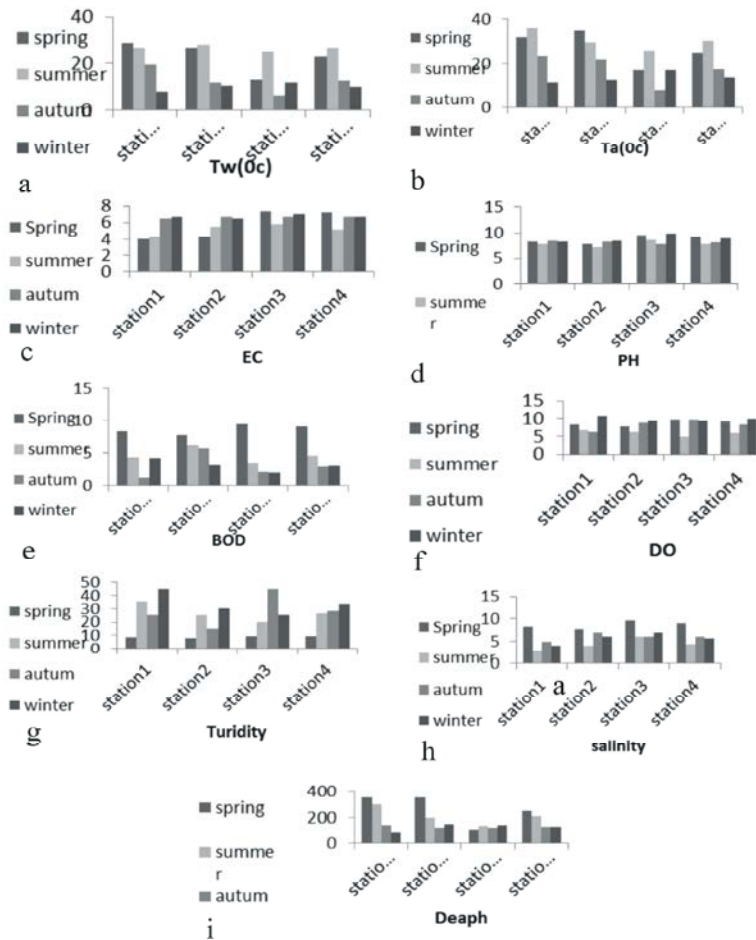 40
20
0
spring
summer
autum
winter
stati...
stati...
stati...
stati...
Tw(0c)
a
40
20
0
spring
summer
autum
winter
sta...
sta...
sta...
sta...
Ta(0c)
b
8
6
4
2
0
Spring
summer
autum
winter
station1
station2
station3
station4
EC
c
15
10
5
0
Spring
summe
r
station1
station2
station3
station4
PH
d
15
10
5
0
Spring
summer
autum
winter
statio...
statio...
statio...
statio...
BOD
e
15
10
5
0
spring
summer
autum
winter
station1
station2
station3
station4
DO
f
50
40
30
20
10
0
spring
summer
autum
winter
station1
station2
station3
station4
Turidity
g
15
10
5
0
Spring
summer
autum
winter
station1
station2
station3
station4
a
salinity
h
400
200
0
spring
summe
r
autum
statio...
statio...
statio...
statio...
Deaph
i